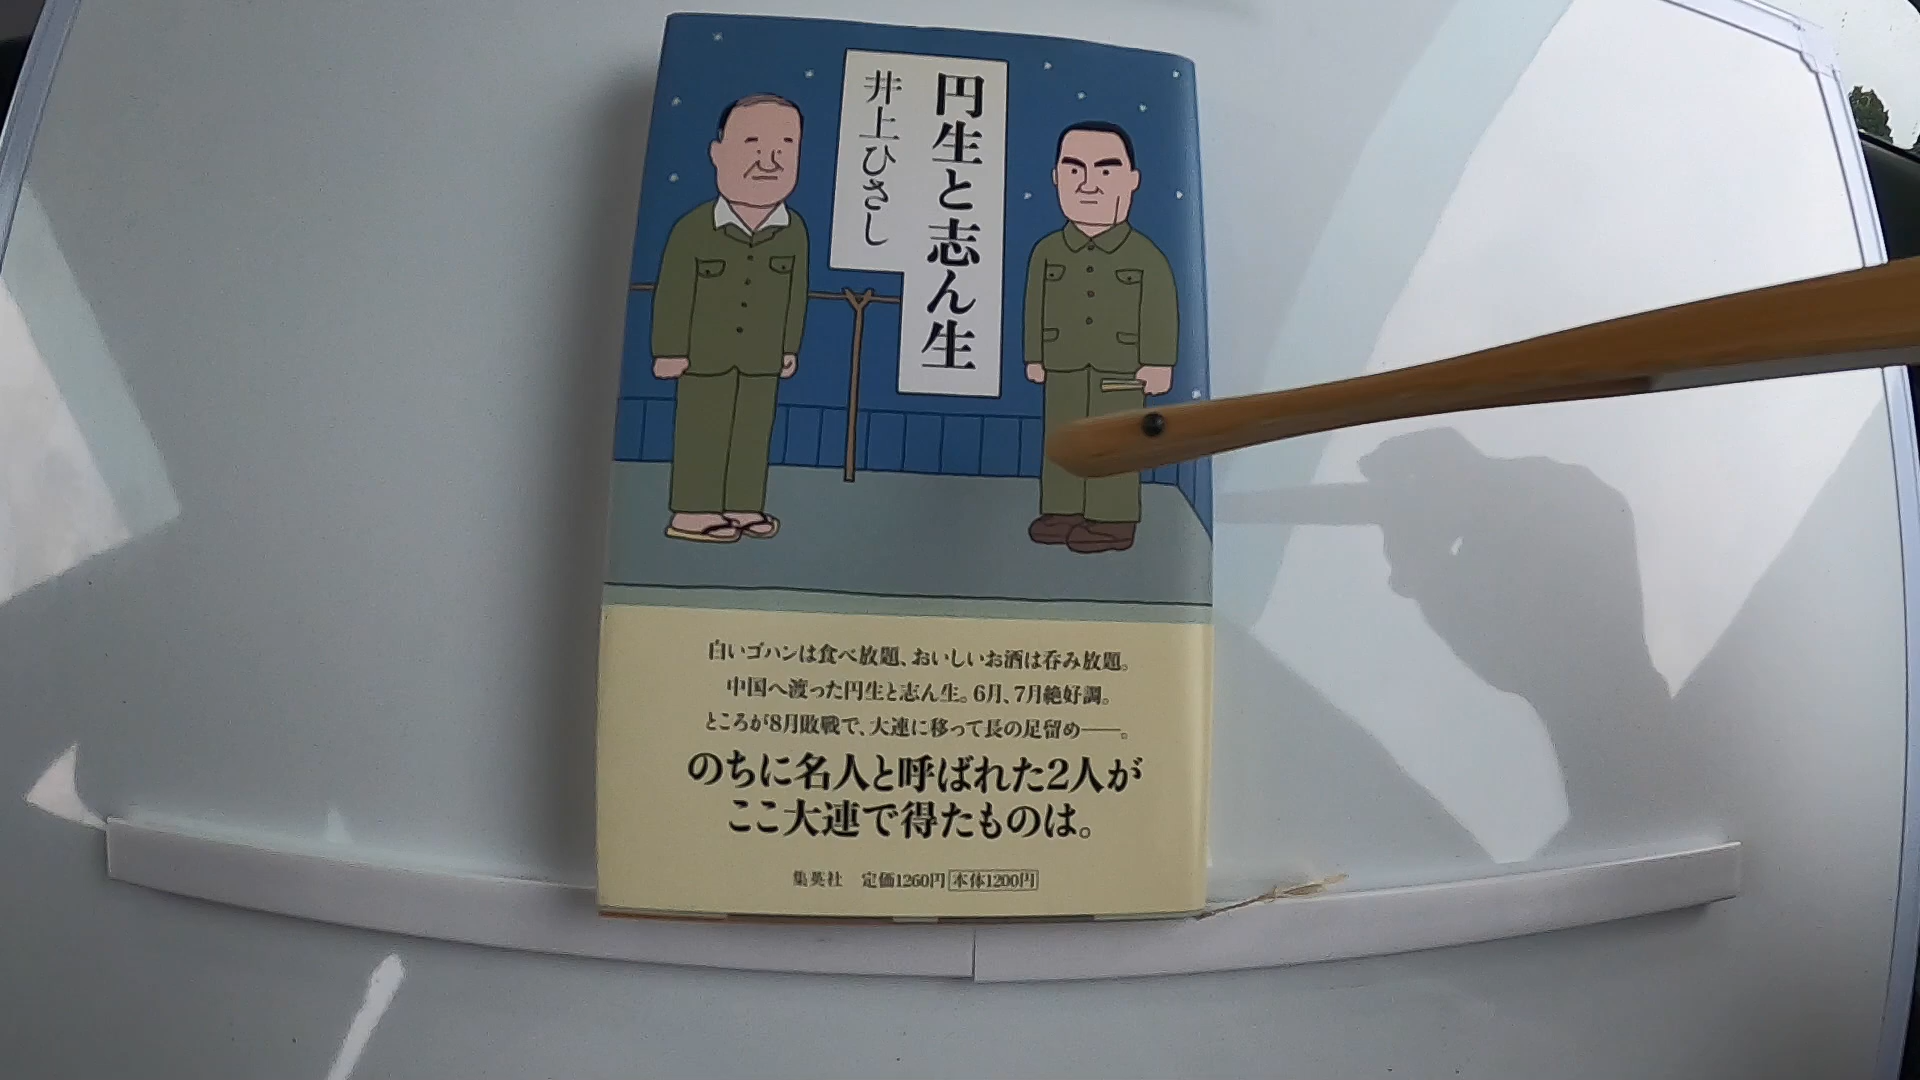 円生と志ん生
井上ひさし
白いゴハンは食べ放題、おいしいお酒は呑み放題。
中国へ渡った円生と志ん生。6月、7月絶好調。
ところが8月敗戦で、大連に移って長の足留め──。
のちに名人と呼ばれた2人が
ここ大連で得たものは。
集英社 定価1260円 本体1200円